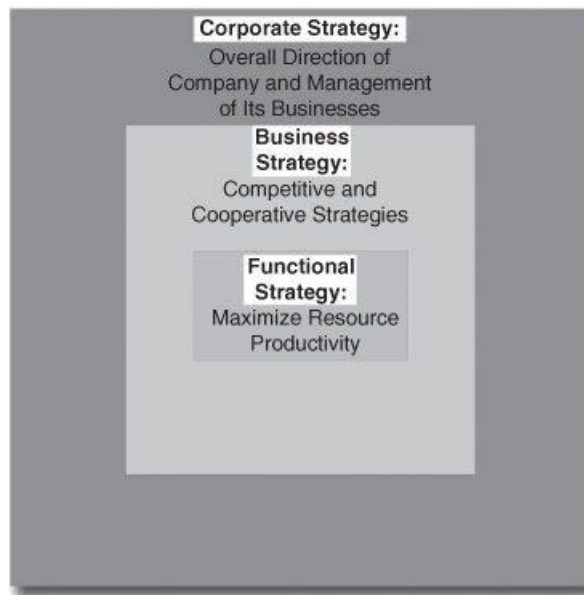 Corporate Strategy:
Overall Direction of
Company and Management
of Its Businesses
Business
Strategy:
Competitive and
Cooperative Strategies
Functional
Strategy:
Maximize Resource
Productivity